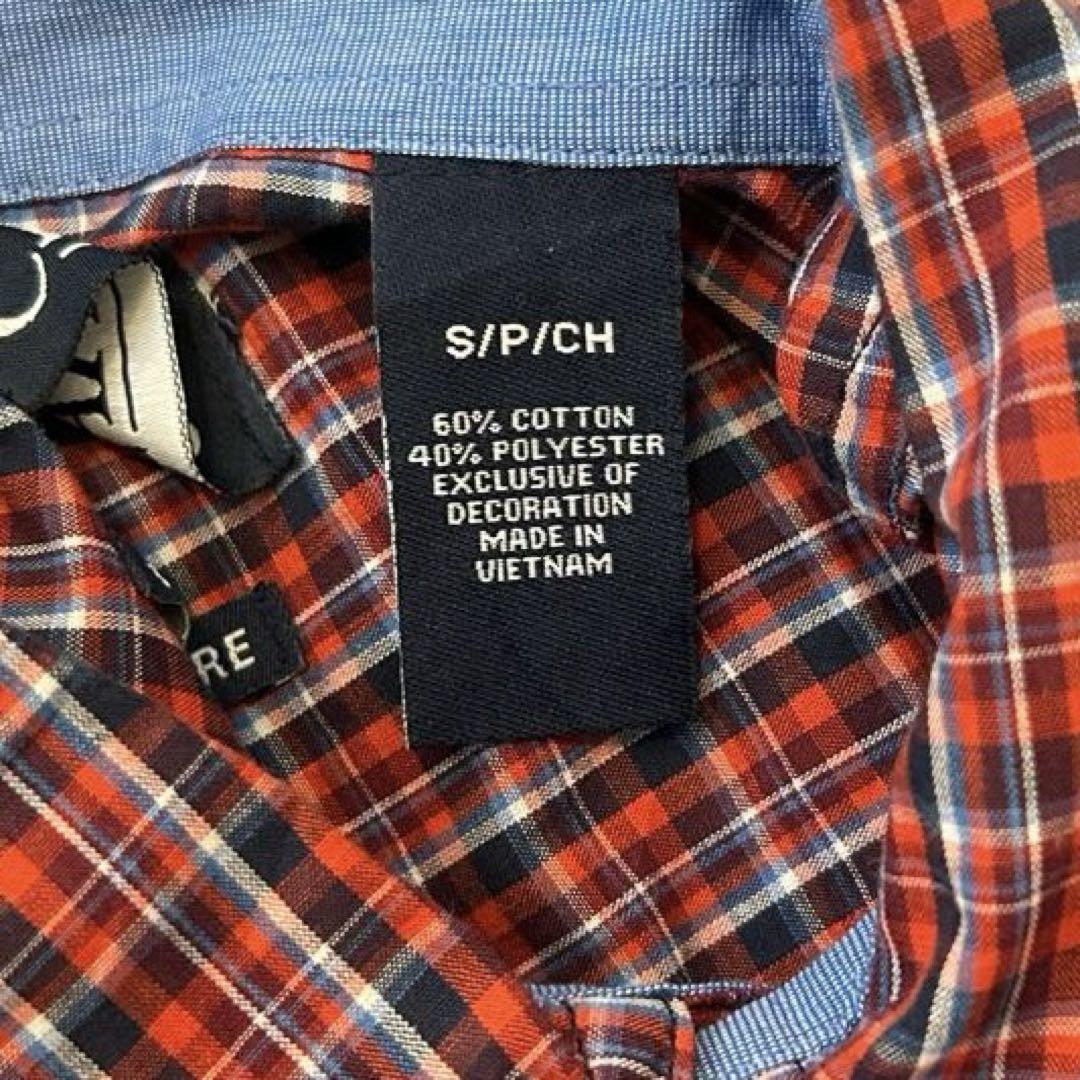 S/P/CH
60% COTTON
40% POLYESTER
EXCLUSIVE OF
DECORATION
MADE IN
VIETNAM
RE